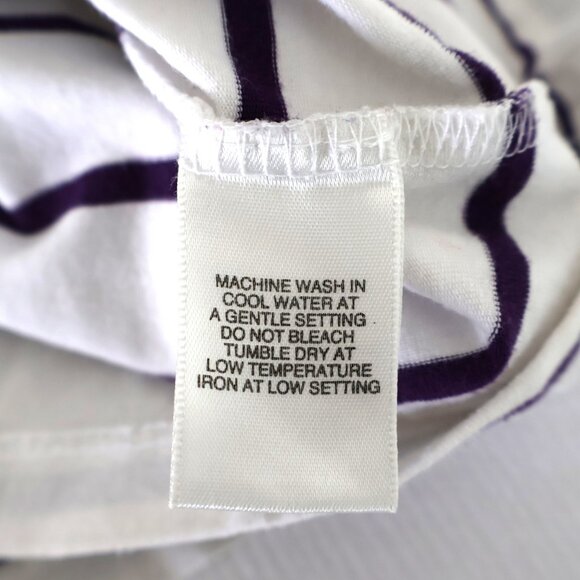 MACHINE WASH IN
COOL WATER AT
A GENTLE SETTING
DO NOT BLEACH
TUMBLE DRY AT
LOW TEMPERATURE
IRON AT LOW SETTING